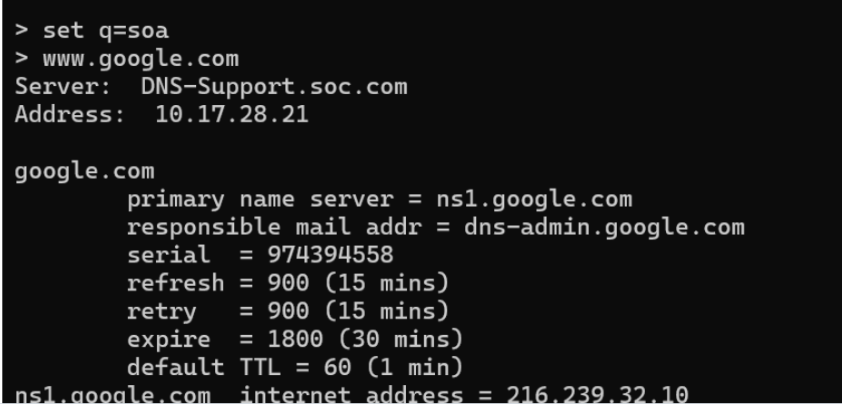 > set q=soa
> www.google.com
Server:  DNS-Support.soc.com
Address:  10.17.28.21

google.com
        primary name server = ns1.google.com
        responsible mail addr = dns-admin.google.com
        serial  = 974394558
        refresh = 900 (15 mins)
        retry   = 900 (15 mins)
        expire  = 1800 (30 mins)
        default TTL = 60 (1 min)
ns1.google.com  internet address = 216.239.32.10